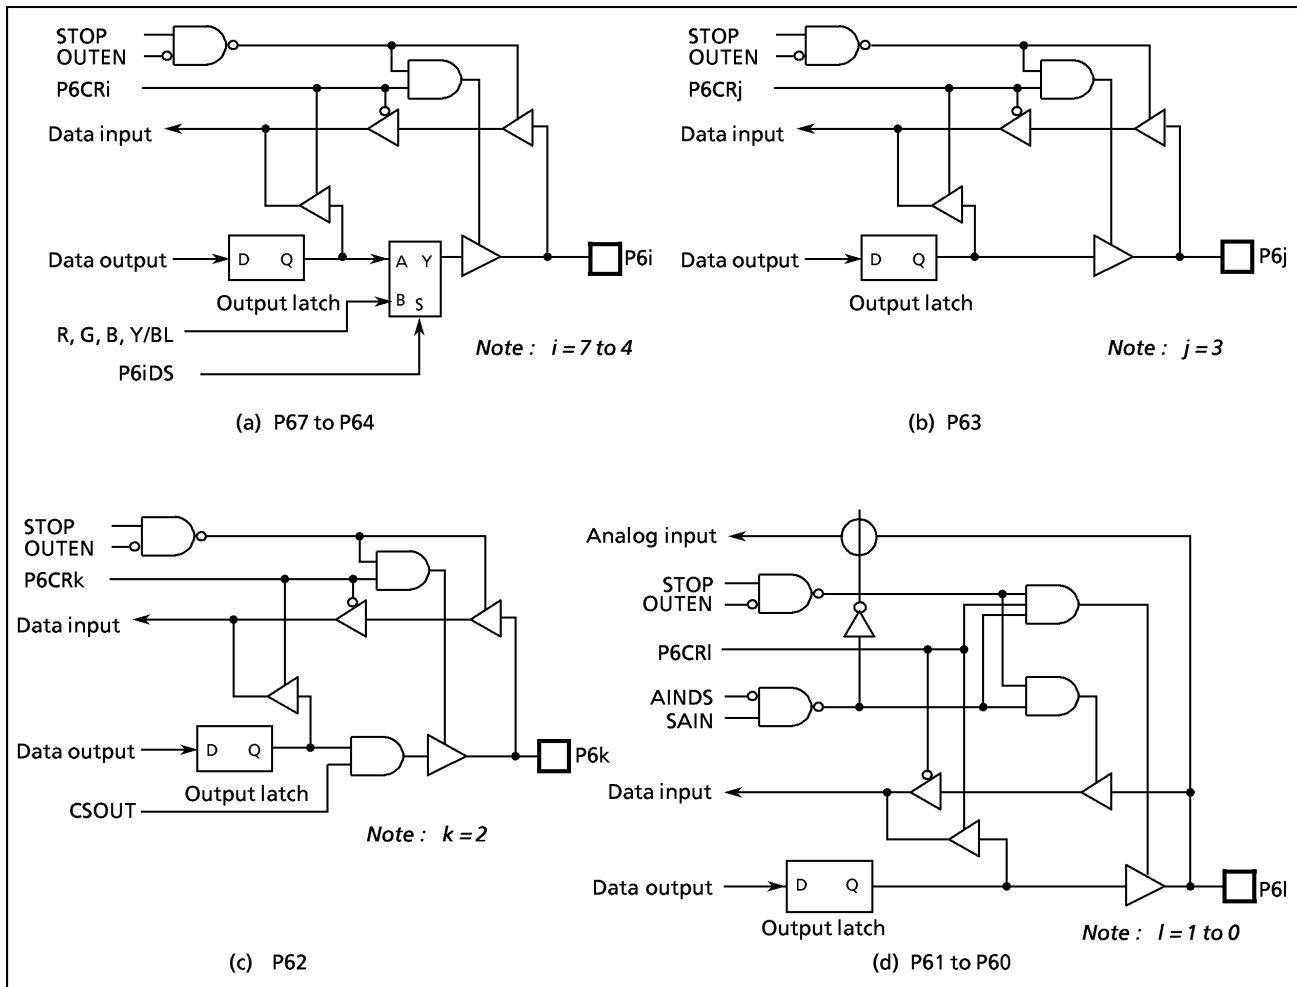 STOP
OUTEN
P6CRi
Data input
Data output
D Q
Output latch
A Y
B S
R, G, B, Y/BL
P6iDS
P6i
Note : i = 7 to 4
(a) P67 to P64
STOP
OUTEN
P6CRj
Data input
Data output
D Q
Output latch
P6j
Note : j = 3
(b) P63
STOP
OUTEN
P6CRk
Data input
Data output
D Q
Output latch
CSOUT
P6k
Note : k = 2
(c) P62
Analog input
STOP
OUTEN
P6CRl
AINDS
SAIN
Data input
Data output
D Q
Output latch
P6l
Note : l = 1 to 0
(d) P61 to P60